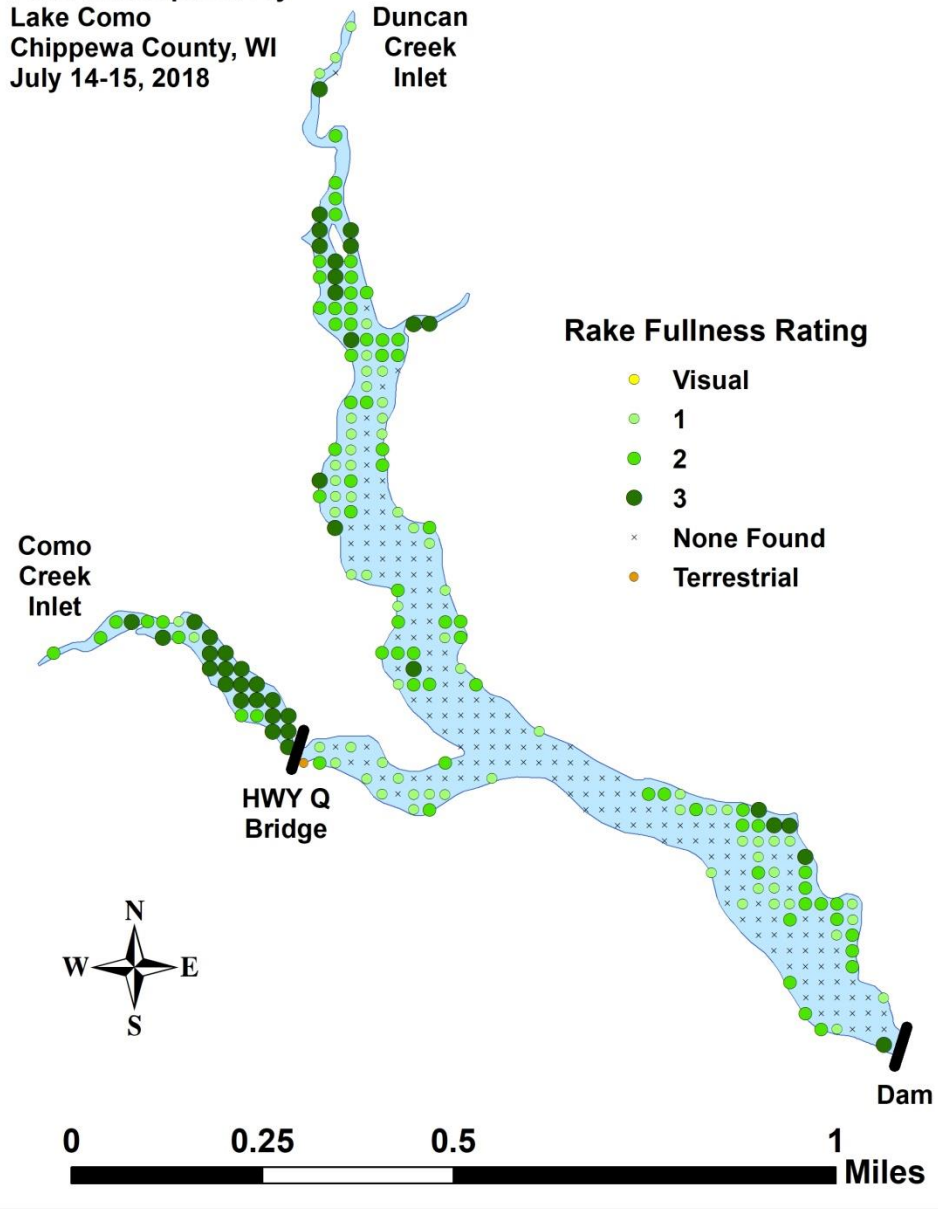 Lake Como
Chippewa County, WI
July 14-15, 2018
Duncan
Creek
Inlet
Rake Fullness Rating
Visual
1
2
3
None Found
Terrestrial
Como
Creek
Inlet
HWY Q
Bridge
N
W
E
S
Dam
0
0.25
0.5
1
Miles